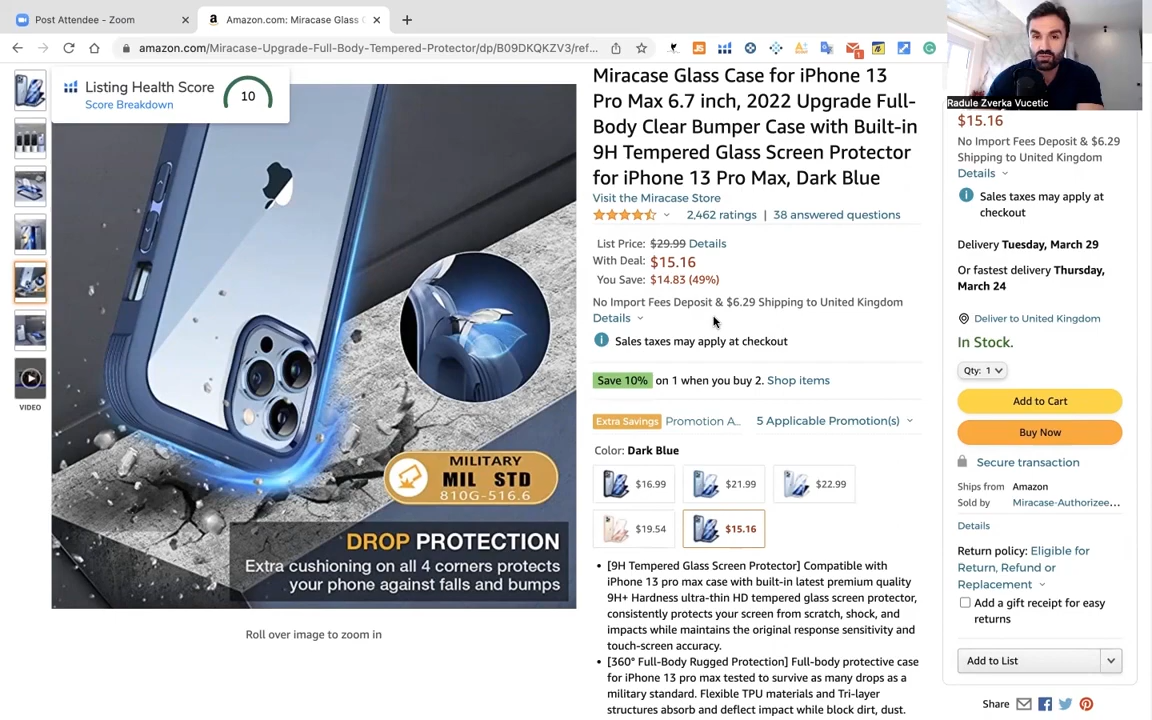 Post Attendee - Zoom
Amazon.com: Miracase Glass
amazon.com/Miracase-Upgrade-Full-Body-Tempered-Protector/dp/B09DKQKZV3/ref...
Radule Zverka Vucetic
Listing Health Score
Score Breakdown
10
VIDEO
MILITARY
MIL STD
810G-516.6
DROP PROTECTION
Extra cushioning on all 4 corners protects
your phone against falls and bumps
Roll over image to zoom in
Miracase Glass Case for iPhone 13
Pro Max 6.7 inch, 2022 Upgrade Full-
Body Clear Bumper Case with Built-in
9H Tempered Glass Screen Protector
for iPhone 13 Pro Max, Dark Blue
Visit the Miracase Store
2,462 ratings | 38 answered questions
List Price: $29.99 Details
With Deal: $15.16
You Save: $14.83 (49%)
No Import Fees Deposit & $6.29 Shipping to United Kingdom
Details
Sales taxes may apply at checkout
Save 10% on 1 when you buy 2. Shop items
Extra Savings Promotion A... 5 Applicable Promotion(s)
Color: Dark Blue
$16.99 $21.99 $22.99
$19.54 $15.16
• [9H Tempered Glass Screen Protector] Compatible with
iPhone 13 pro max case with built-in latest premium quality
9H+ Hardness ultra-thin HD tempered glass screen protector,
consistently protects your screen from scratch, shock, and
impacts while maintains the original response sensitivity and
touch-screen accuracy.
• [360° Full-Body Rugged Protection] Full-body protective case
for iPhone 13 pro max tested to survive as many drops as a
military standard. Flexible TPU materials and Tri-layer
structures absorb and deflect impact while block dirt, dust.
$15.16
No Import Fees Deposit & $6.29
Shipping to United Kingdom
Details
Sales taxes may apply at
checkout
Delivery Tuesday, March 29
Or fastest delivery Thursday,
March 24
Deliver to United Kingdom
In Stock.
Qty: 1
Add to Cart
Buy Now
Secure transaction
Ships from Amazon
Sold by Miracase-Authorizee...
Details
Return policy: Eligible for
Return, Refund or
Replacement
Add a gift receipt for easy
returns
Add to List
Share